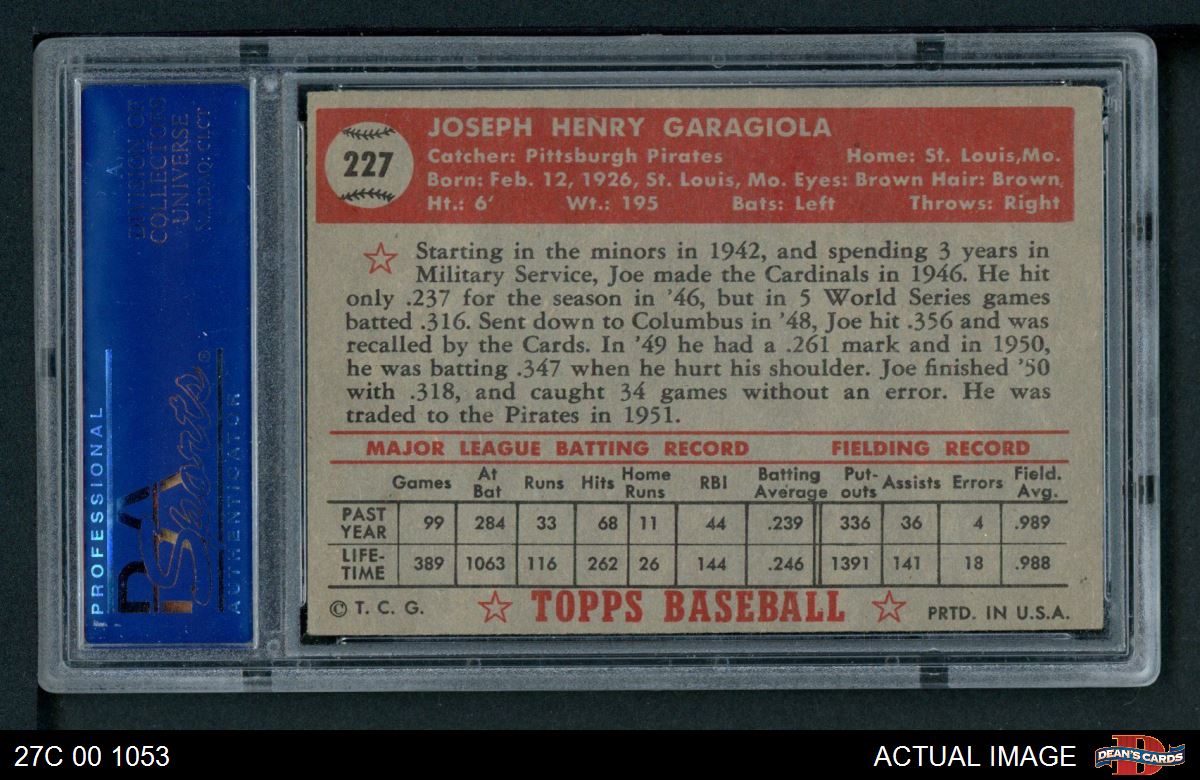 DIVISION OF
COLLECTORS
UNIVERSE
PROFESSIONAL
PSA
Sports
®
AUTHENTICATOR
227
JOSEPH HENRY GARAGIOLA
Catcher: Pittsburgh Pirates Home: St. Louis, Mo.
Born: Feb. 12, 1926, St. Louis, Mo. Eyes: Brown Hair: Brown
Ht.: 6' Wt.: 195 Bats: Left Throws: Right
Starting in the minors in 1942, and spending 3 years in
Military Service, Joe made the Cardinals in 1946. He hit
only .237 for the season in '46, but in 5 World Series games
batted .316. Sent down to Columbus in '48, Joe hit .356 and was
recalled by the Cards. In '49 he had a .261 mark and in 1950,
he was batting .347 when he hurt his shoulder. Joe finished '50
with .318, and caught 34 games without an error. He was
traded to the Pirates in 1951.
MAJOR LEAGUE BATTING RECORD FIELDING RECORD
Games At Bat Runs Hits Home Runs RBI Batting Average Put-outs Assists Errors Field. Avg.
PAST YEAR 99 284 33 68 11 44 .239 336 36 4 .989
LIFE-TIME 389 1063 116 262 26 144 .246 1391 141 18 .988
© T. C. G. TOPPS BASEBALL PRTD. IN U.S.A.
27C 00 1053 ACTUAL IMAGE DEAN'S CARDS